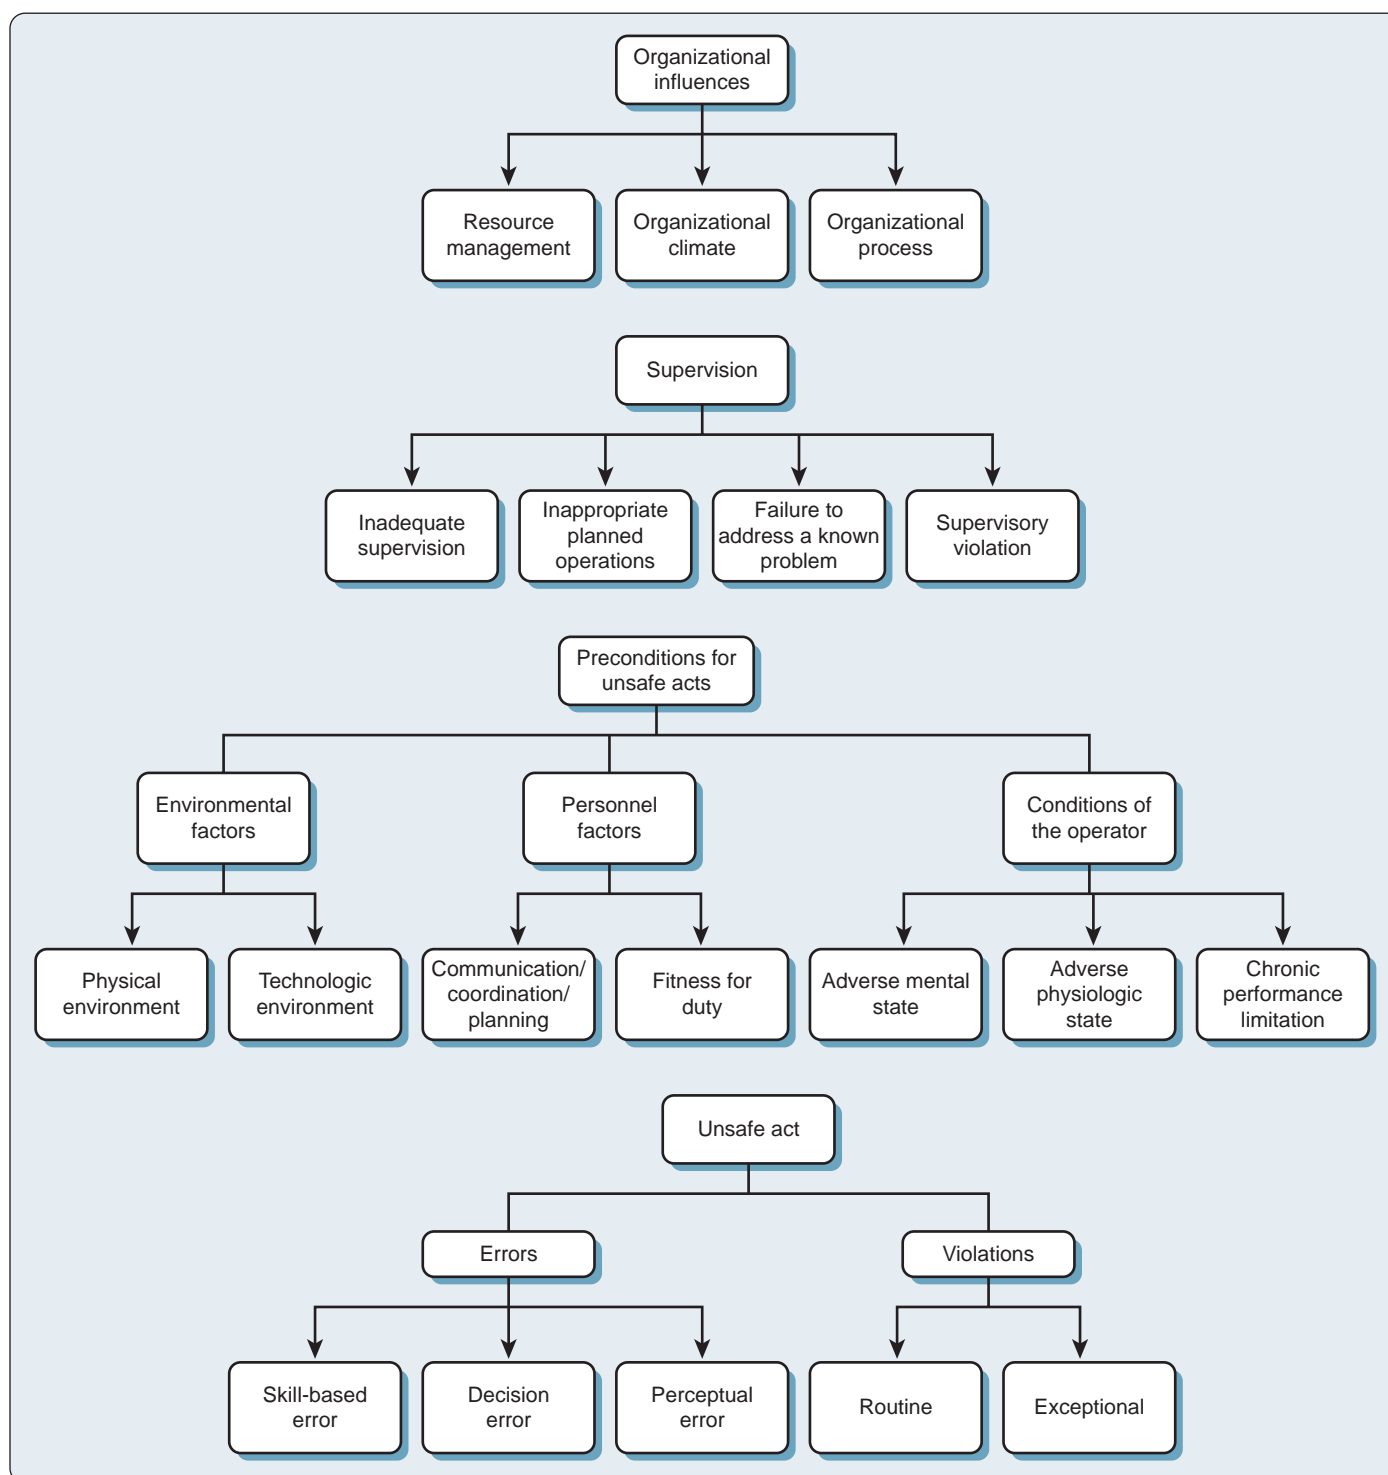 Organizational
influences
Resource
management
Organizational
climate
Organizational
process
Supervision
Inadequate
supervision
Inappropriate
planned
operations
Failure to
address a known
problem
Supervisory
violation
Preconditions for
unsafe acts
Environmental
factors
Personnel
factors
Conditions of
the operator
Physical
environment
Technologic
environment
Communication/
coordination/
planning
Fitness for
duty
Adverse mental
state
Adverse
physiologic
state
Chronic
performance
limitation
Unsafe act
Errors
Violations
Skill-based
error
Decision
error
Perceptual
error
Routine
Exceptional